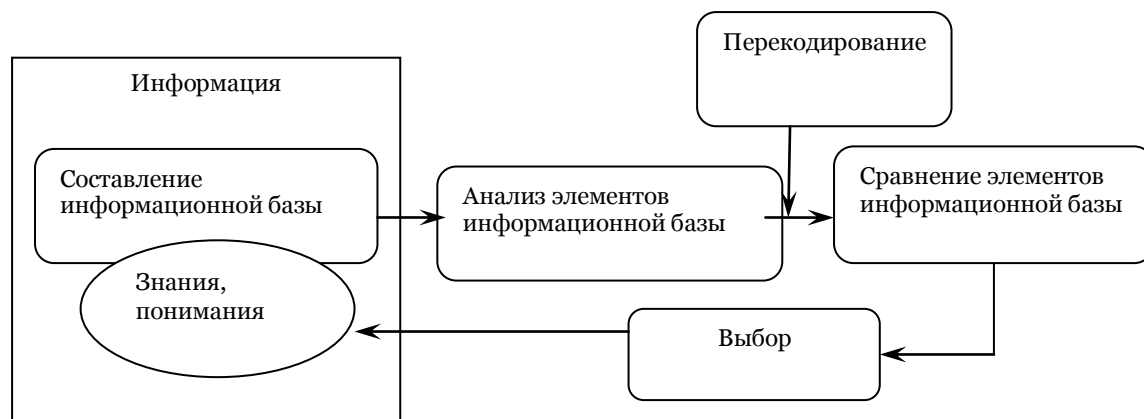 Перекодирование
Информация
Составление
информационной базы
Анализ элементов
информационной базы
Сравнение элементов
информационной базы
Знания,
понимания
Выбор